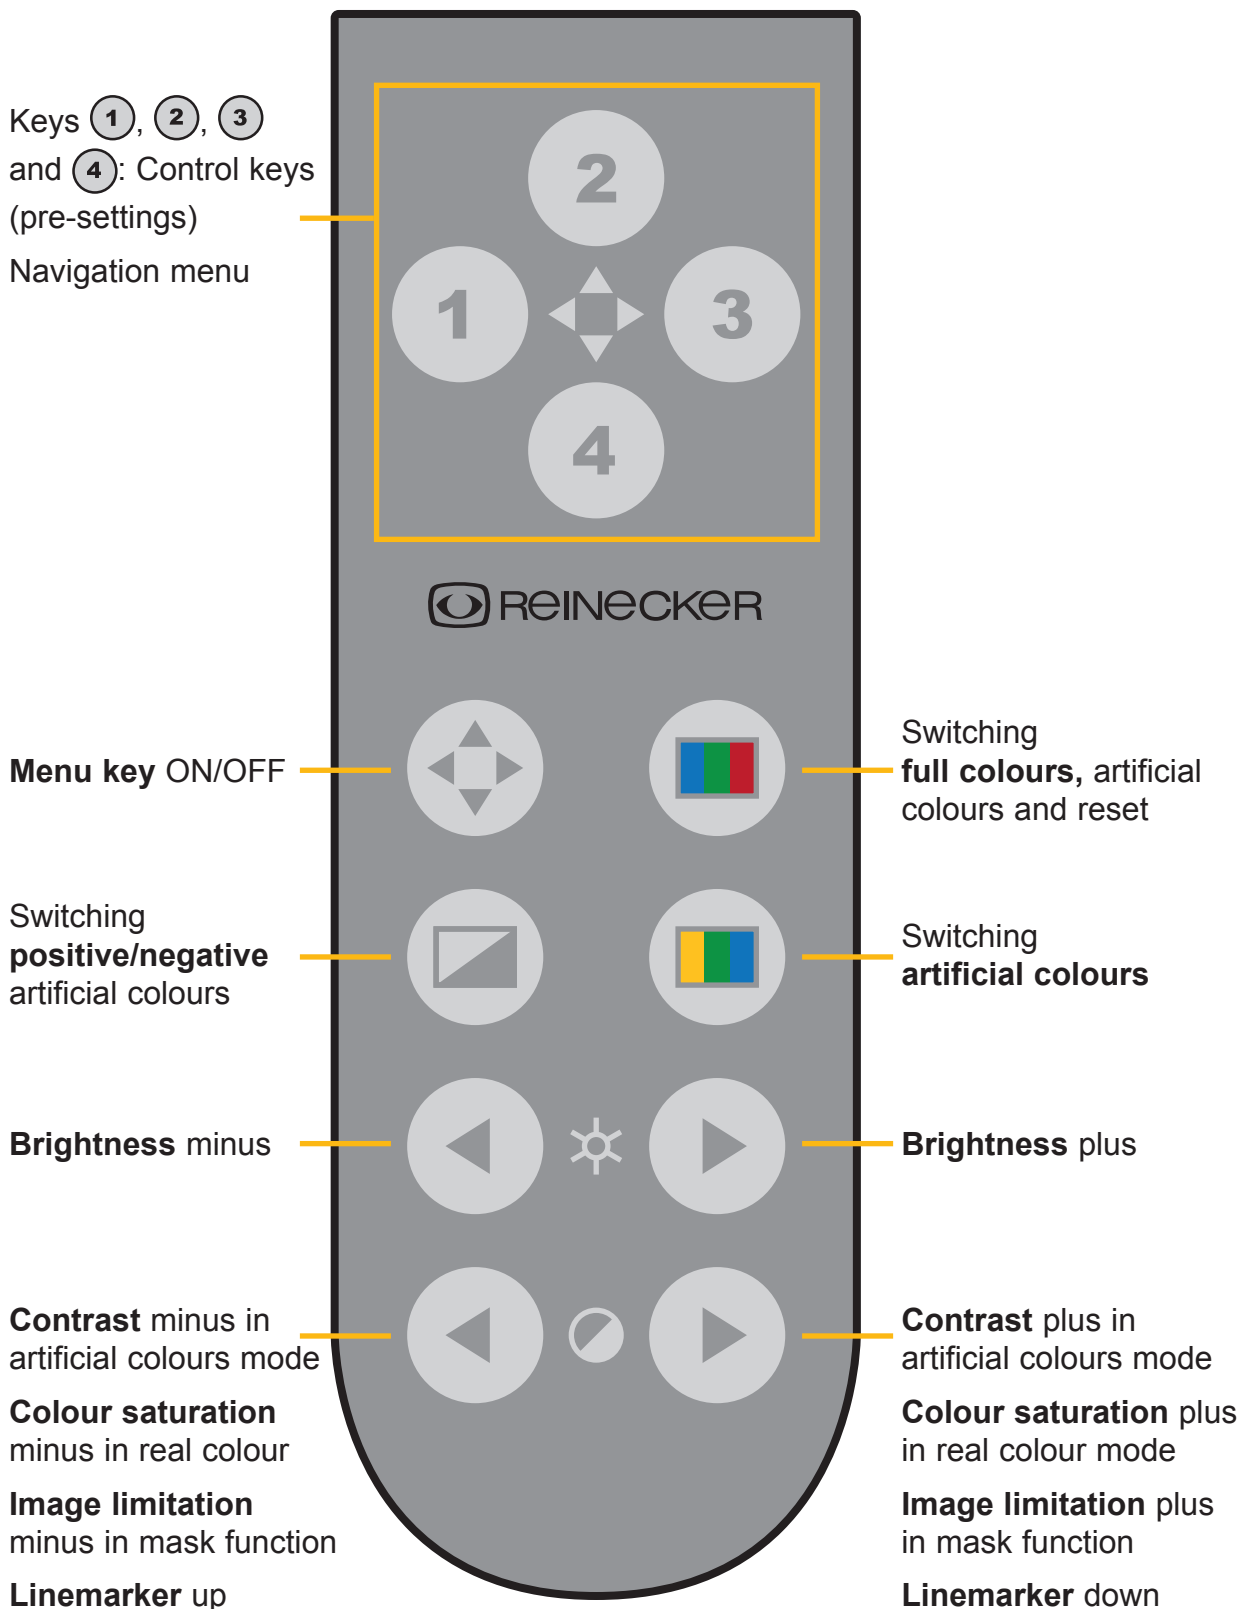 Keys 1, 2, 3
and 4: Control keys
(pre-settings)
Navigation menu
2
1
3
4
REINECKER
Menu key ON/OFF
Switching
full colours, artificial
colours and reset
Switching
positive/negative
artificial colours
Switching
artificial colours
Brightness minus
Brightness plus
Contrast minus in
artificial colours mode
Colour saturation
minus in real colour
Image limitation
minus in mask function
Linemarker up
Contrast plus in
artificial colours mode
Colour saturation plus
in real colour mode
Image limitation plus
in mask function
Linemarker down